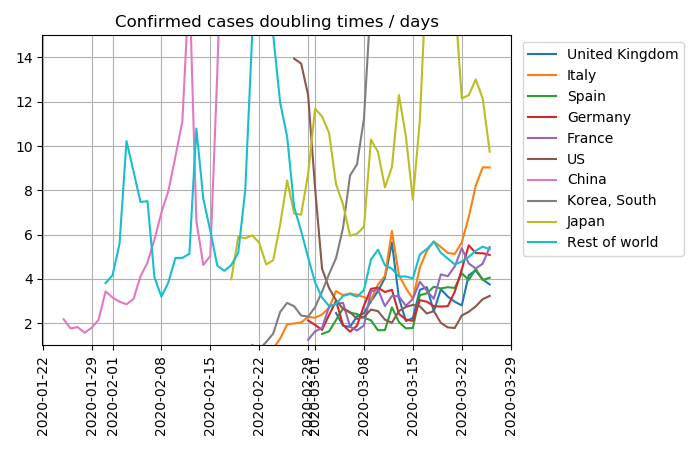 Confirmed cases doubling times / days
14
12
10
8
6
4
2
2020-01-22
2020-01-29
2020-02-01
2020-02-08
2020-02-15
2020-02-22
2020-02-29
2020-03-01
2020-03-08
2020-03-15
2020-03-22
2020-03-29
United Kingdom
Italy
Spain
Germany
France
US
China
Korea, South
Japan
Rest of world